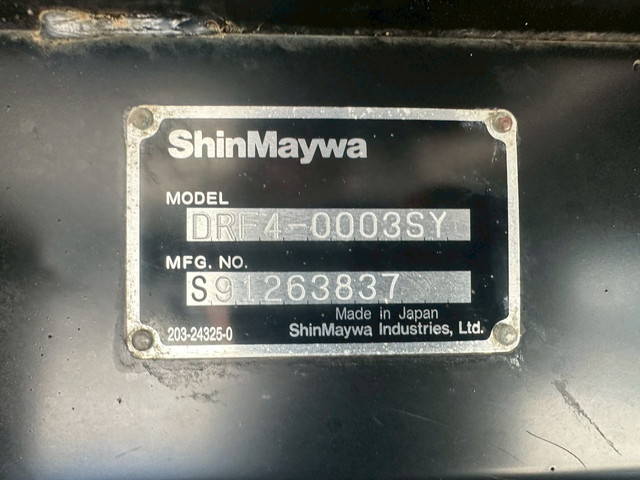 ShinMaywa
MODEL
DRF4-0003SY
MFG. NO.
S91263837
Made in Japan
203-24325-0
ShinMaywa Industries, Ltd.